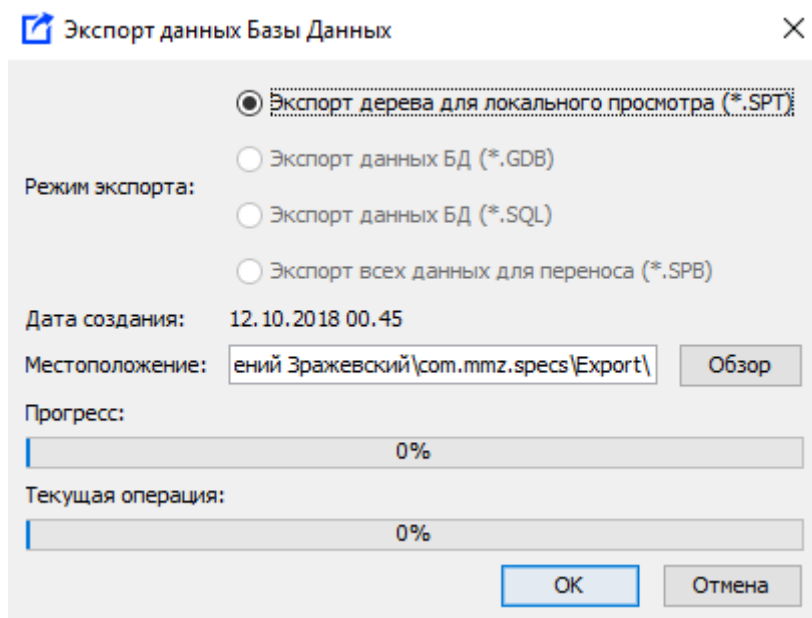 Экспорт данных Базы Данных
Экспорт дерева для локального просмотра (*.SPT)
Экспорт данных БД (*.GDB)
Режим экспорта:
Экспорт данных БД (*.SQL)
Экспорт всех данных для переноса (*.SPB)
Дата создания: 12.10.2018 00.45
Местоположение: ений Зражевский\com.mmz.specs\Export\ Обзор
Прогресс:
0%
Текущая операция:
0%
ОК Отмена